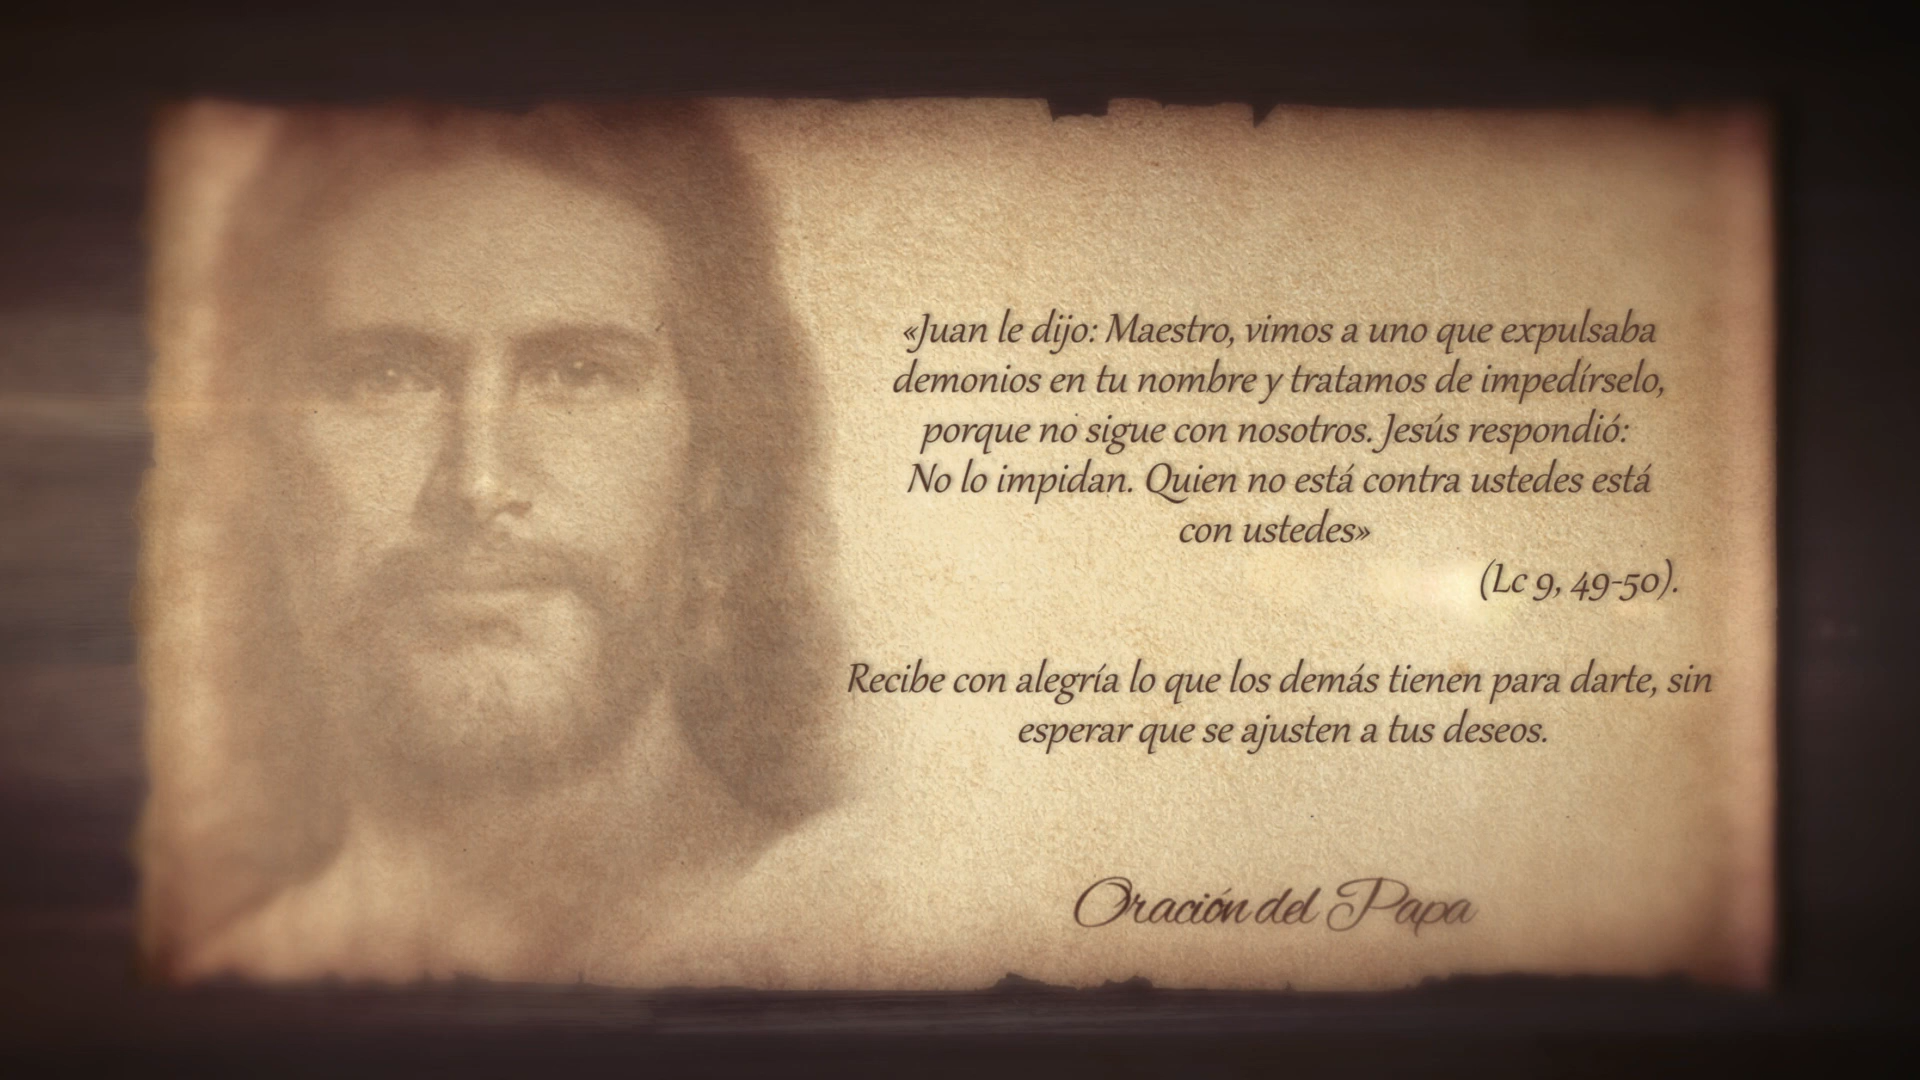 «Juan le dijo: Maestro, vimos a uno que expulsaba
demonios en tu nombre y tratamos de impedírselo,
porque no sigue con nosotros. Jesús respondió:
No lo impidan. Quien no está contra ustedes está
con ustedes»
(Lc 9, 49-50).
Recibe con alegría lo que los demás tienen para darte, sin
esperar que se ajusten a tus deseos.
Oración del Papa